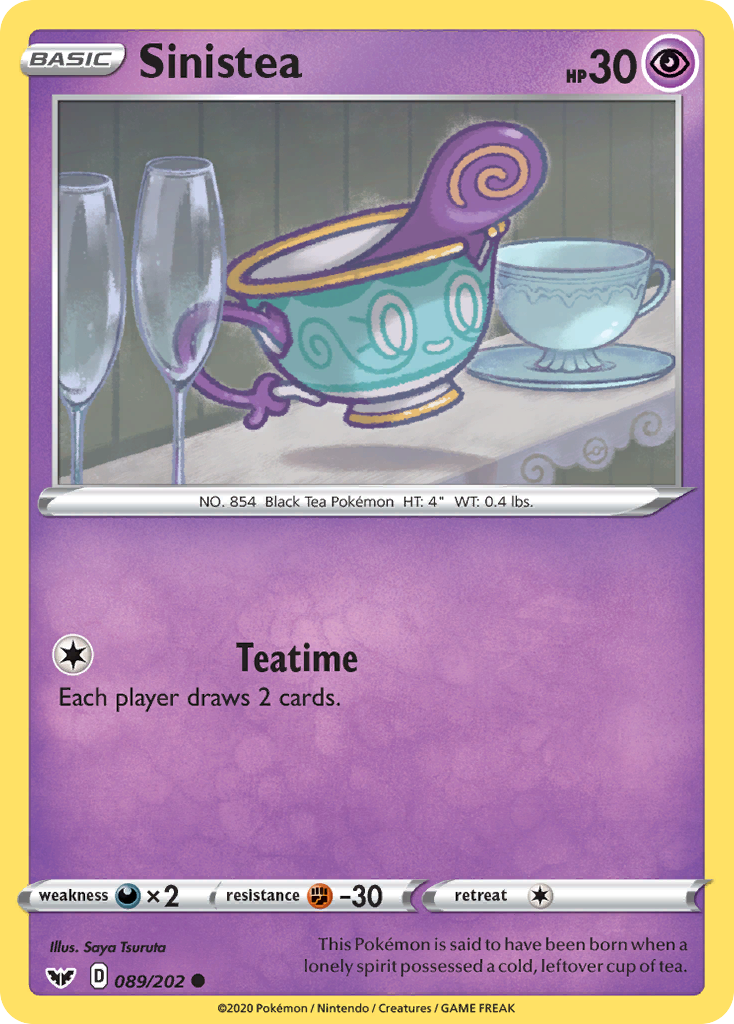 BASIC Sinistea HP30
NO. 854 Black Tea Pokémon HT: 4" WT: 0.4 lbs.
Teatime
Each player draws 2 cards.
weakness ×2 resistance -30 retreat
Illus. Saya Tsuruta
This Pokémon is said to have been born when a
lonely spirit possessed a cold, leftover cup of tea.
D 089/202
©2020 Pokémon / Nintendo / Creatures / GAME FREAK